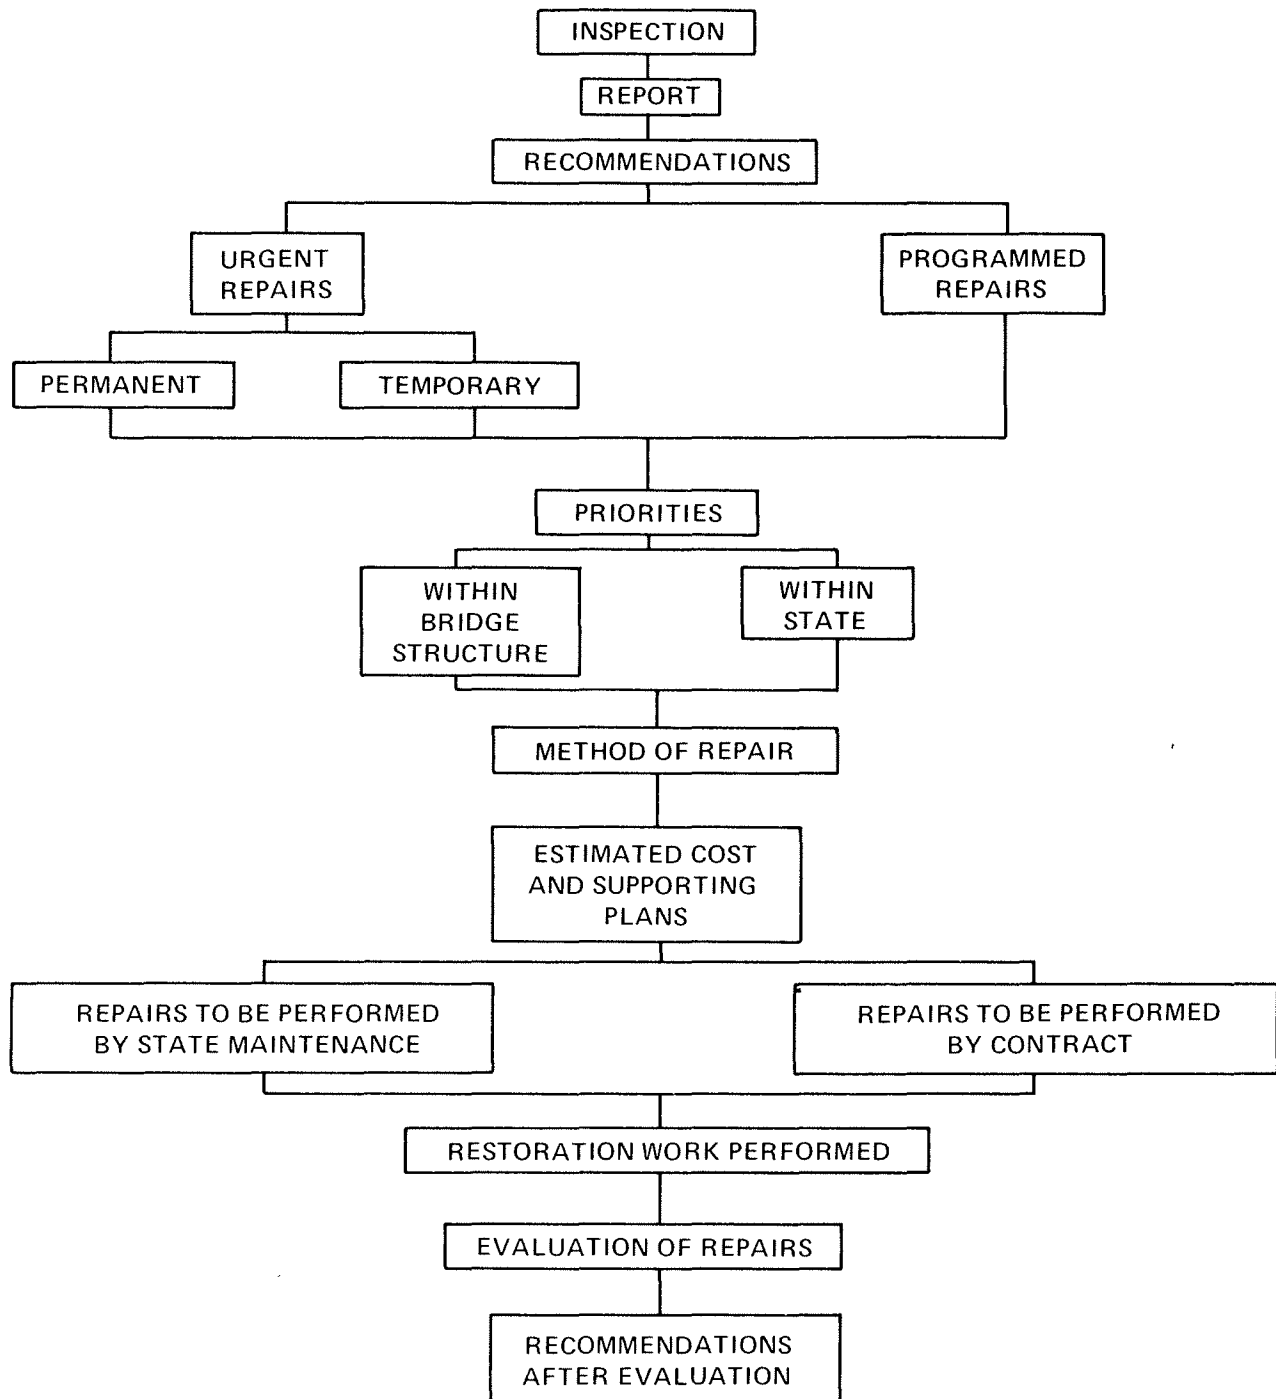 INSPECTION
REPORT
RECOMMENDATIONS
URGENT
REPAIRS
PROGRAMMED
REPAIRS
PERMANENT
TEMPORARY
PRIORITIES
WITHIN
BRIDGE
STRUCTURE
WITHIN
STATE
METHOD OF REPAIR
ESTIMATED COST
AND SUPPORTING
PLANS
REPAIRS TO BE PERFORMED
BY STATE MAINTENANCE
REPAIRS TO BE PERFORMED
BY CONTRACT
RESTORATION WORK PERFORMED
EVALUATION OF REPAIRS
RECOMMENDATIONS
AFTER EVALUATION